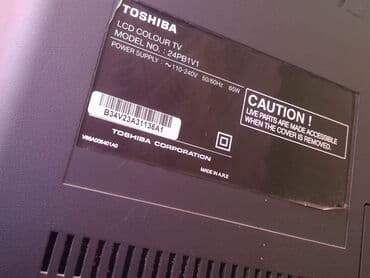 TOSHIBA
LCD COLOUR TV
MODEL NO. : 24PB1V1
POWER SUPPLY : ~110-240V 50/60Hz 60W
CAUTION !
LIVE PARTS ARE MADE ACCESSIBLE
WHEN THE COVER IS REMOVED.
B34V23A31136A1
TOSHIBA CORPORATION
MADE IN A.R.E